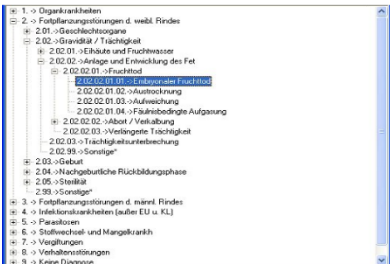 1. -> Organkrankheiten
2. -> Fortpflanzungsstörungen d. weibl. Rindes
2.01.->Geschlechtsorgane
2.02.->Gravidität / Trächtigkeit
2.02.01.->Eihäute und Fruchtwasser
2.02.02.->Anlage und Entwicklung des Fet
2.02.02.01.->Fruchttod
2.02.02.01.01.->Embryonaler Fruchttod
2.02.02.01.02.->Austrocknung
2.02.02.01.03.->Aufweichung
2.02.02.01.04.->Fäulnisbedingte Aufgasung
2.02.02.02.->Abort / Verkalbung
2.02.02.03.->Verlängerte Trächtigkeit
2.02.03.->Trächtigkeitsunterbrechung
2.02.99.->Sonstige*
2.03.->Geburt
2.04.->Nachgeburtliche Rückbildungsphase
2.05.->Sterilität
2.99.->Sonstige*
3. -> Fortpflanzungsstörungen d. männl. Rindes
4. -> Infektionskrankheiten (außer EU u. KL)
5. -> Parasitosen
6. -> Stoffwechsel- und Mangelkrankh
7. -> Vergiftungen
8. -> Verhaltensstörungen
9. -> Keine Diagnose